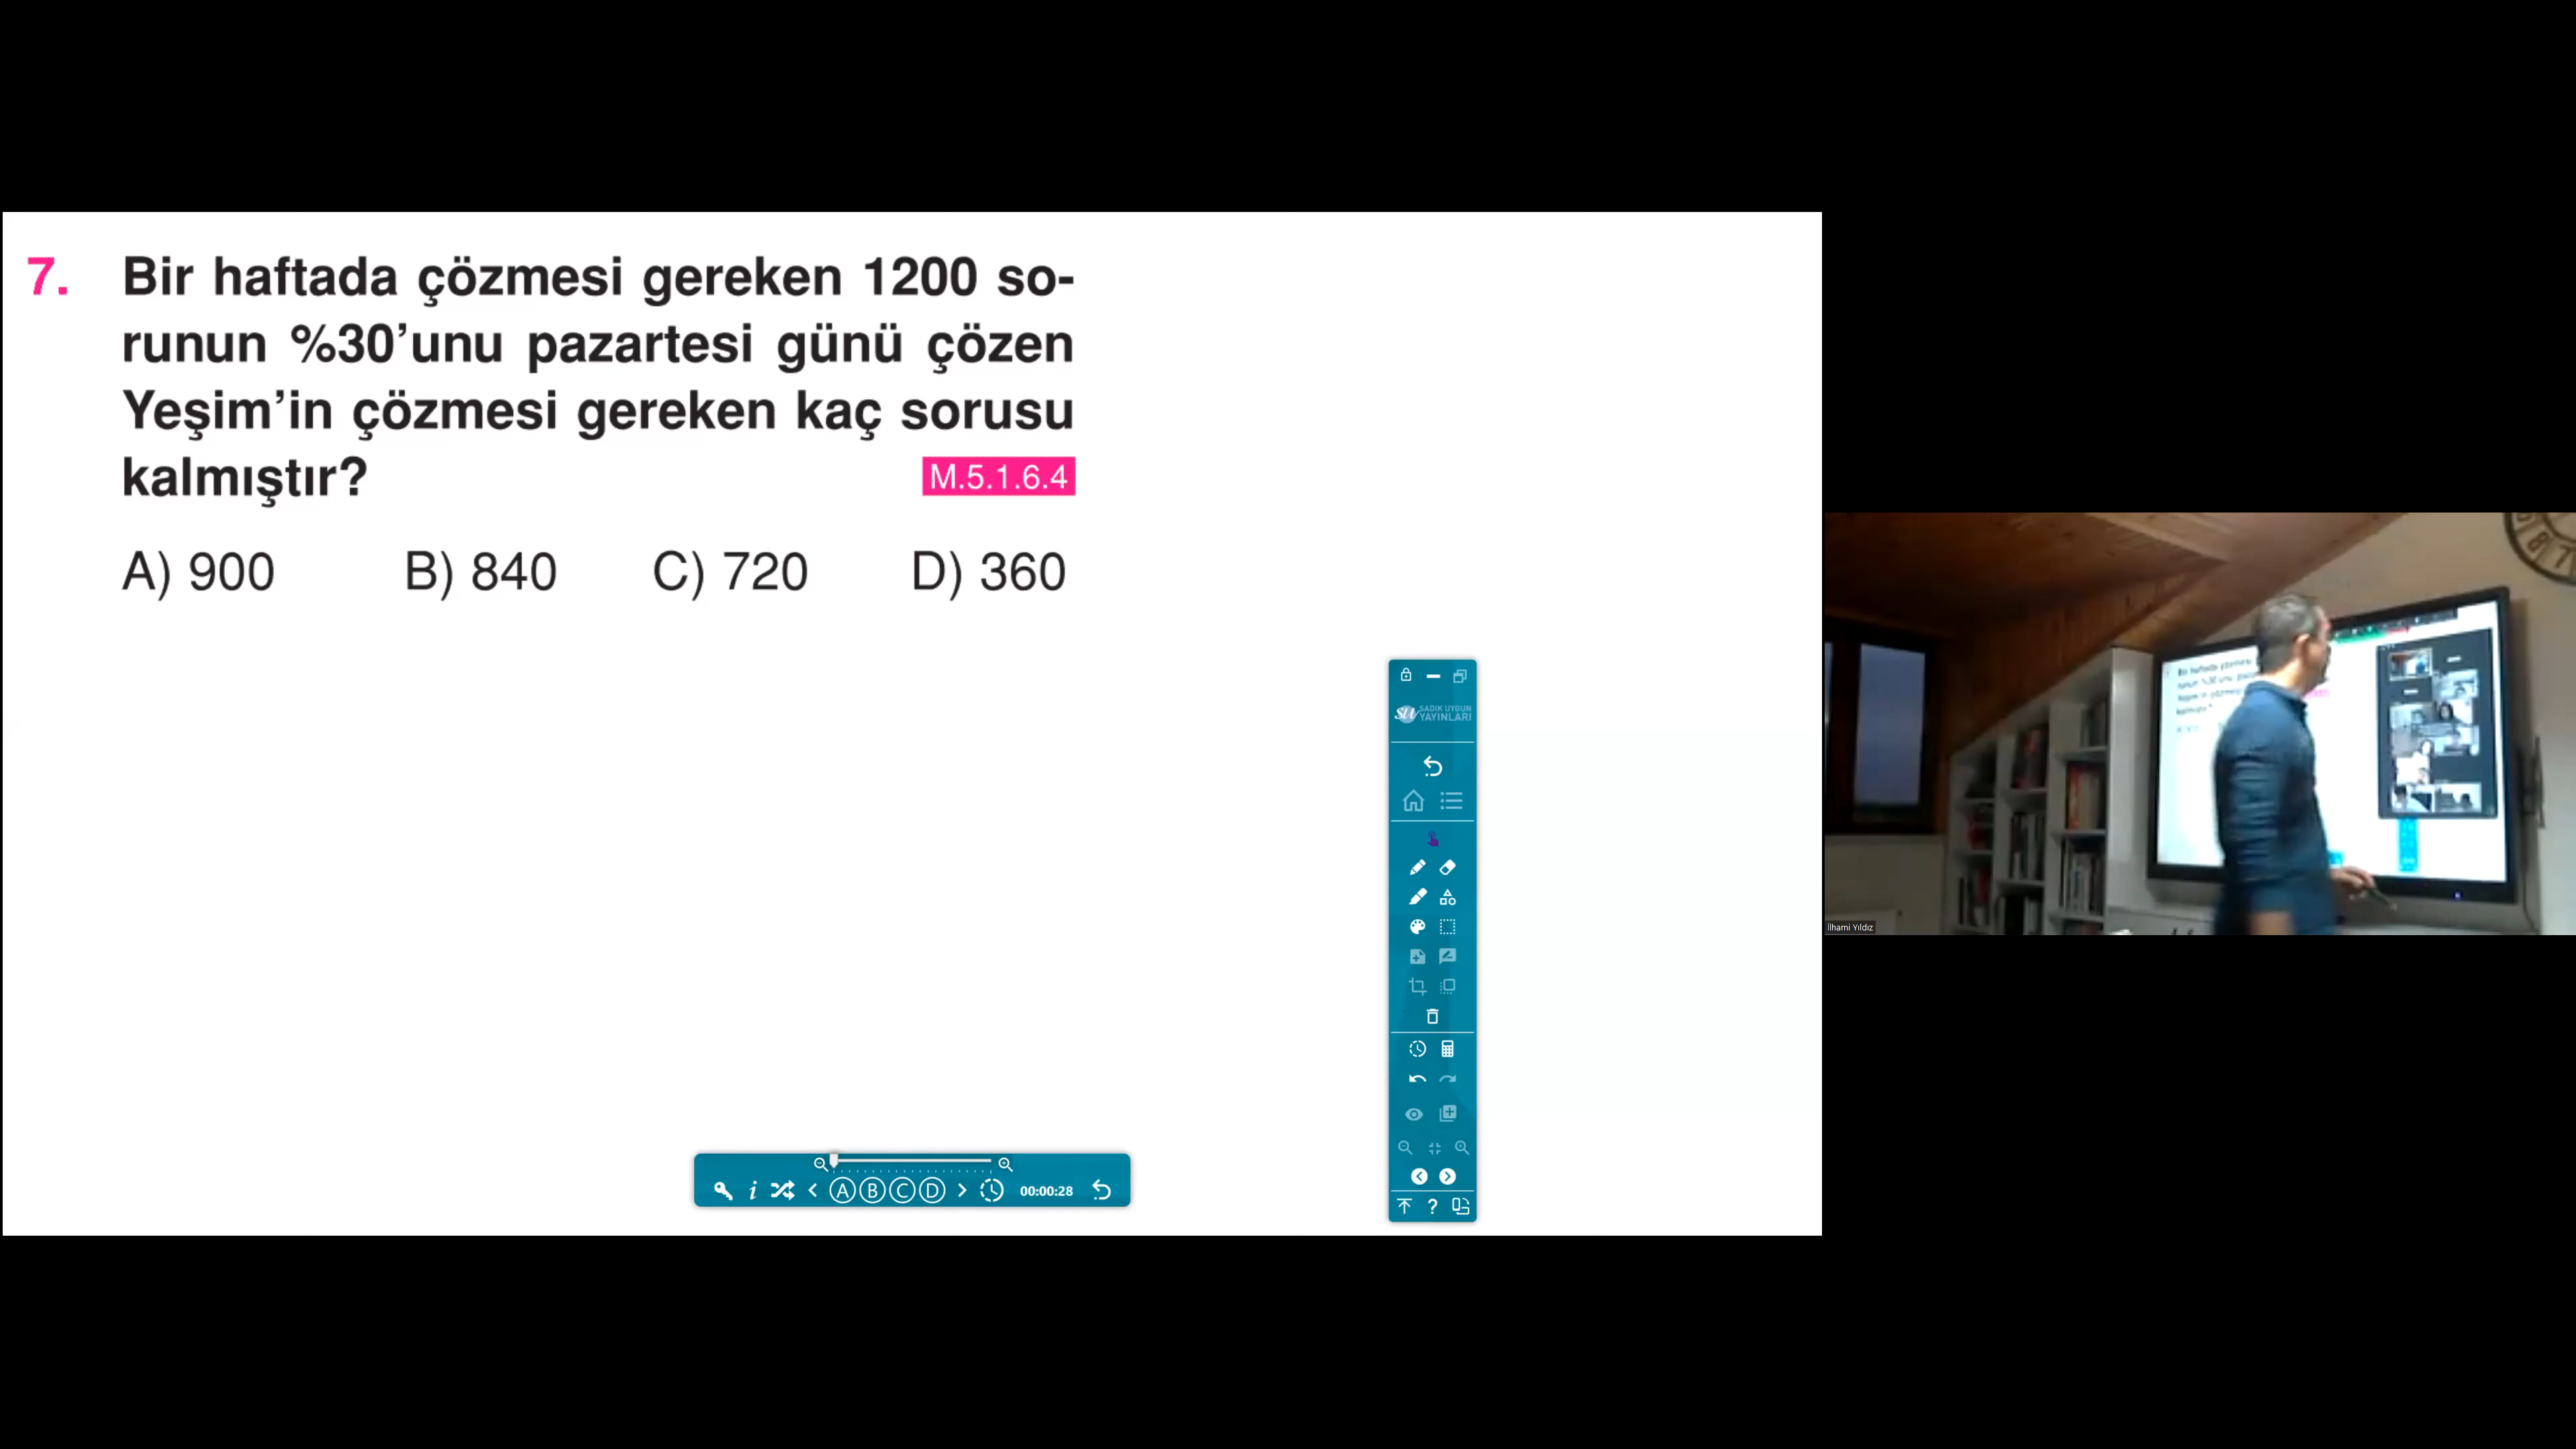 7. Bir haftada çözmesi gereken 1200 so-
runun %30’unu pazartesi günü çözen
Yeşim’in çözmesi gereken kaç sorusu
kalmıştır?
M.5.1.6.4
A) 900 B) 840 C) 720 D) 360
SU SADIK UYGUN
YAYINLARI
?
i A B C D 00:00:28
İlhami Yıldız